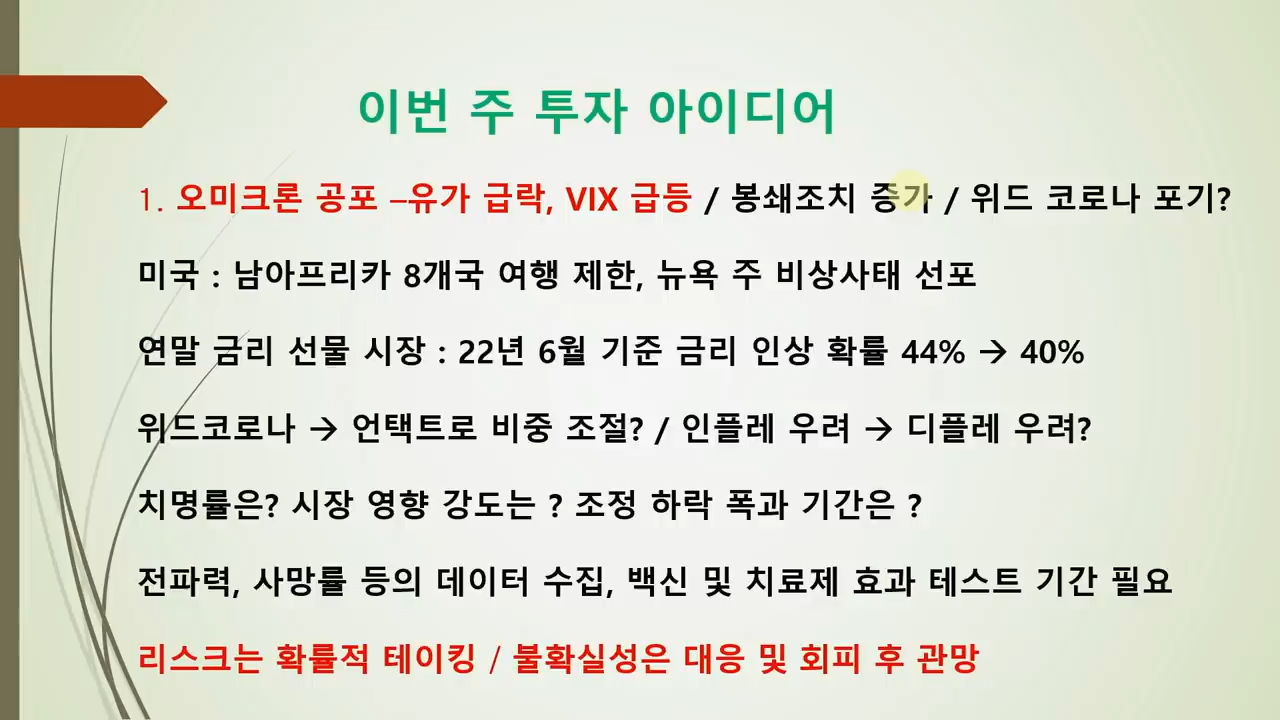 이번 주 투자 아이디어
1. 오미크론 공포 –유가 급락, VIX 급등 / 봉쇄조치 증가 / 위드 코로나 포기?
미국 : 남아프리카 8개국 여행 제한, 뉴욕 주 비상사태 선포
연말 금리 선물 시장 : 22년 6월 기준 금리 인상 확률 44% → 40%
위드코로나 → 언택트로 비중 조절? / 인플레 우려 → 디플레 우려?
치명률은? 시장 영향 강도는 ? 조정 하락 폭과 기간은 ?
전파력, 사망률 등의 데이터 수집, 백신 및 치료제 효과 테스트 기간 필요
리스크는 확률적 테이킹 / 불확실성은 대응 및 회피 후 관망